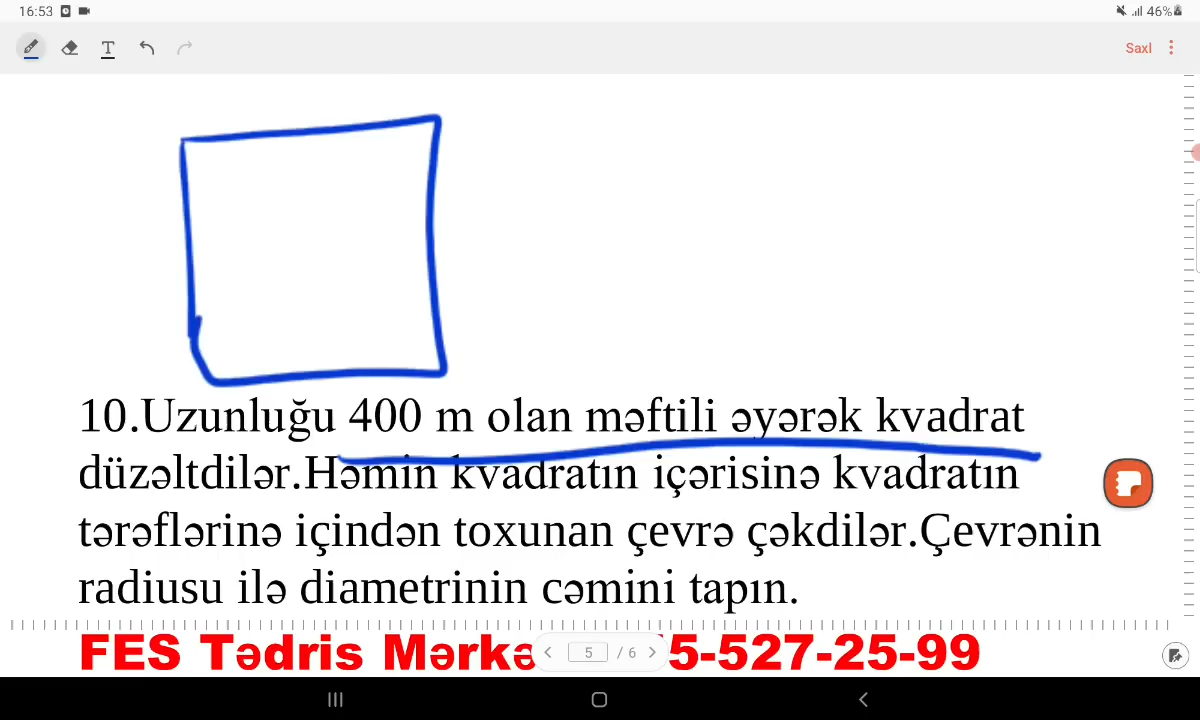 16:53
46%
T
Saxl
10.Uzunluğu 400 m olan məftili əyərək kvadrat
düzəltdilər.Həmin kvadratın içərisinə kvadratın
tərəflərinə içindən toxunan çevrə çəkdilər.Çevrənin
radiusu ilə diametrinin cəmini tapın.
FES Tədris 5-527-25-99
5 / 6